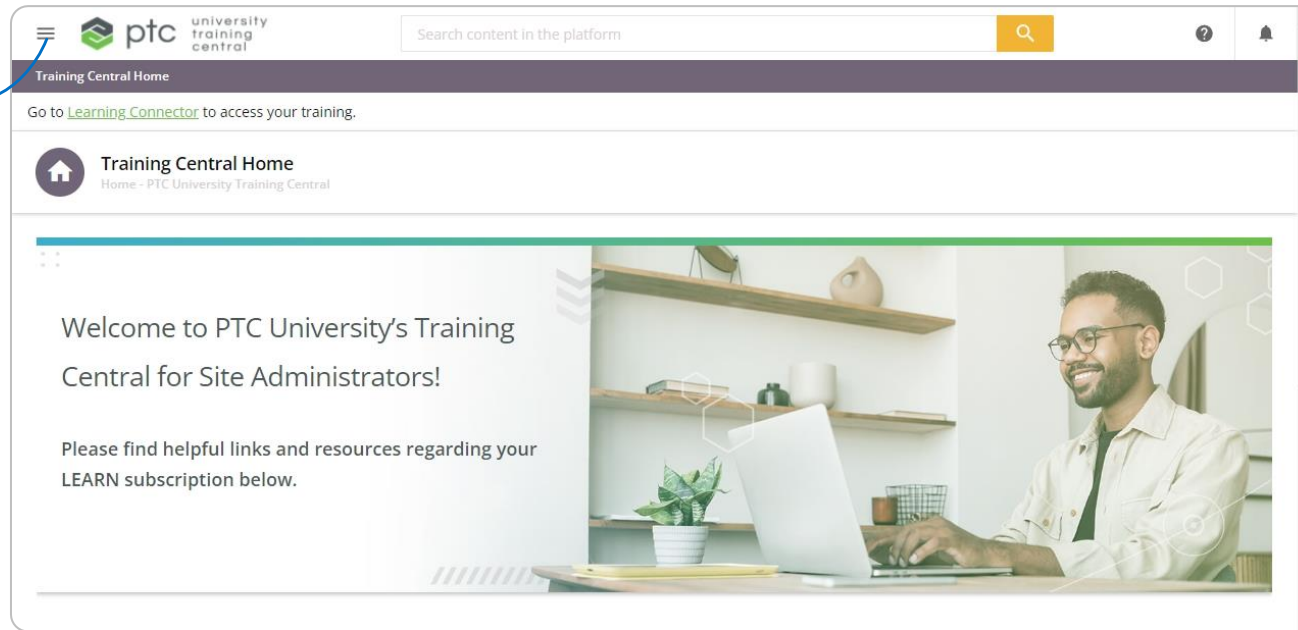 ptc university
training
central
Search content in the platform
Training Central Home
Go to Learning Connector to access your training.
Training Central Home
Home - PTC University Training Central
Welcome to PTC University's Training
Central for Site Administrators!
Please find helpful links and resources regarding your
LEARN subscription below.